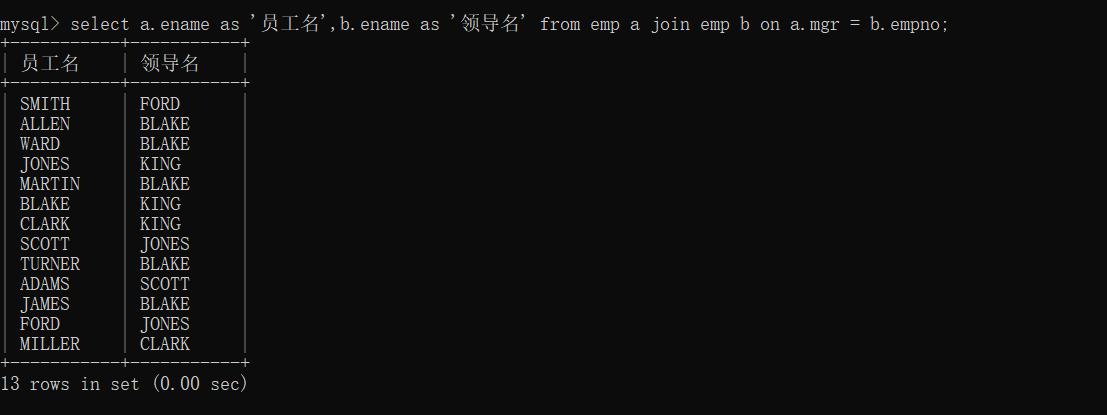 mysql> select a.ename as '员工名',b.ename as '领导名' from emp a join emp b on a.mgr = b.empno;
+-----------+-----------+
| 员工名    | 领导名    |
+-----------+-----------+
| SMITH     | FORD      |
| ALLEN     | BLAKE     |
| WARD      | BLAKE     |
| JONES     | KING      |
| MARTIN    | BLAKE     |
| BLAKE     | KING      |
| CLARK     | KING      |
| SCOTT     | JONES     |
| TURNER    | BLAKE     |
| ADAMS     | SCOTT     |
| JAMES     | BLAKE     |
| FORD      | JONES     |
| MILLER    | CLARK     |
+-----------+-----------+
13 rows in set (0.00 sec)